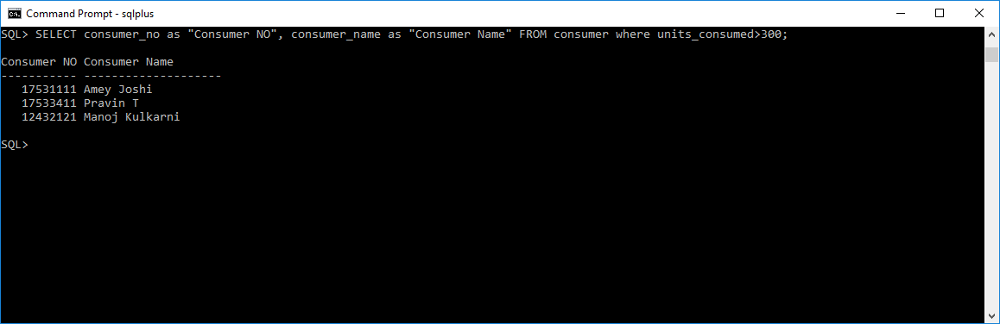 Command Prompt - sqlplus
SQL> SELECT consumer_no as "Consumer NO", consumer_name as "Consumer Name" FROM consumer where units_consumed>300;
Consumer NO Consumer Name
----------- --------------------
17531111 Amey Joshi
17533411 Pravin T
12432121 Manoj Kulkarni
SQL>